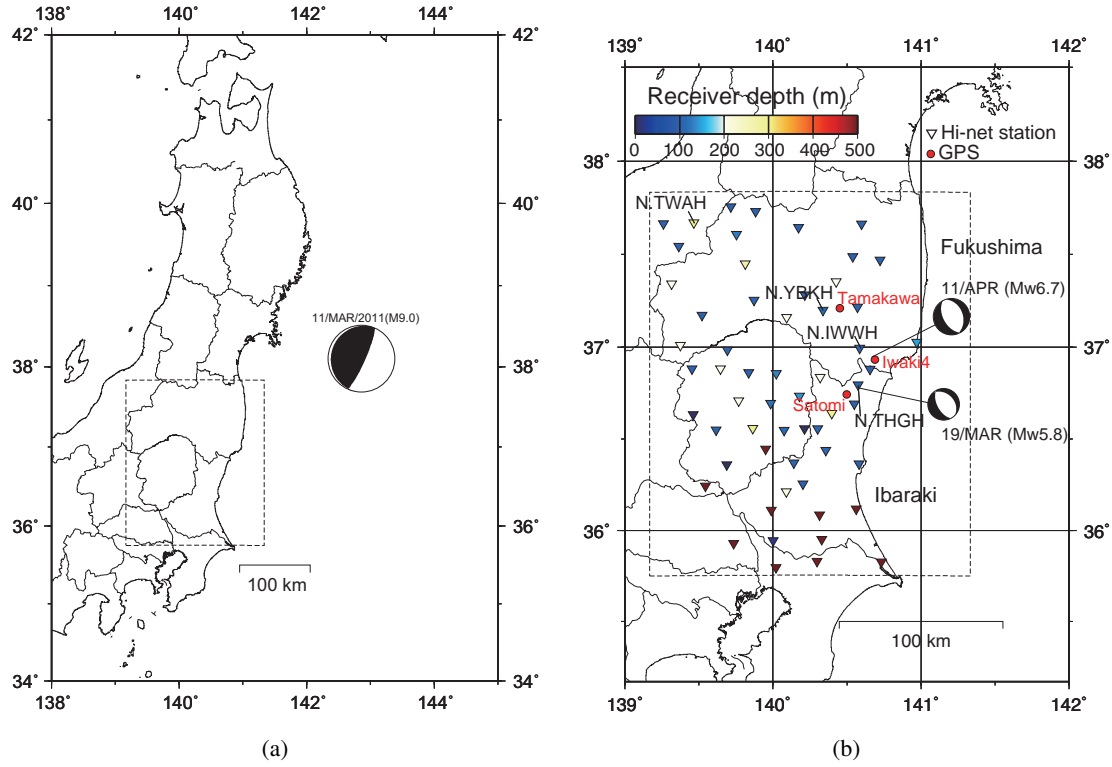 138˚ 140˚ 142˚ 144˚
42˚ 42˚
40˚ 40˚
38˚ 38˚
36˚ 36˚
34˚ 34˚
138˚ 140˚ 142˚ 144˚
11/MAR/2011(M9.0)
100 km
(a)
139˚ 140˚ 141˚ 142˚
Receiver depth (m)
0 100 200 300 400 500
Hi-net station
GPS
38˚ 38˚
N.TWAH
Fukushima
11/APR (Mw6.7)
N.YBKH
Tamakawa
N.IWWH
37˚ 37˚
Iwaki4
Satomi
N.THGH
19/MAR (Mw5.8)
Ibaraki
36˚ 36˚
100 km
139˚ 140˚ 141˚ 142˚
(b)